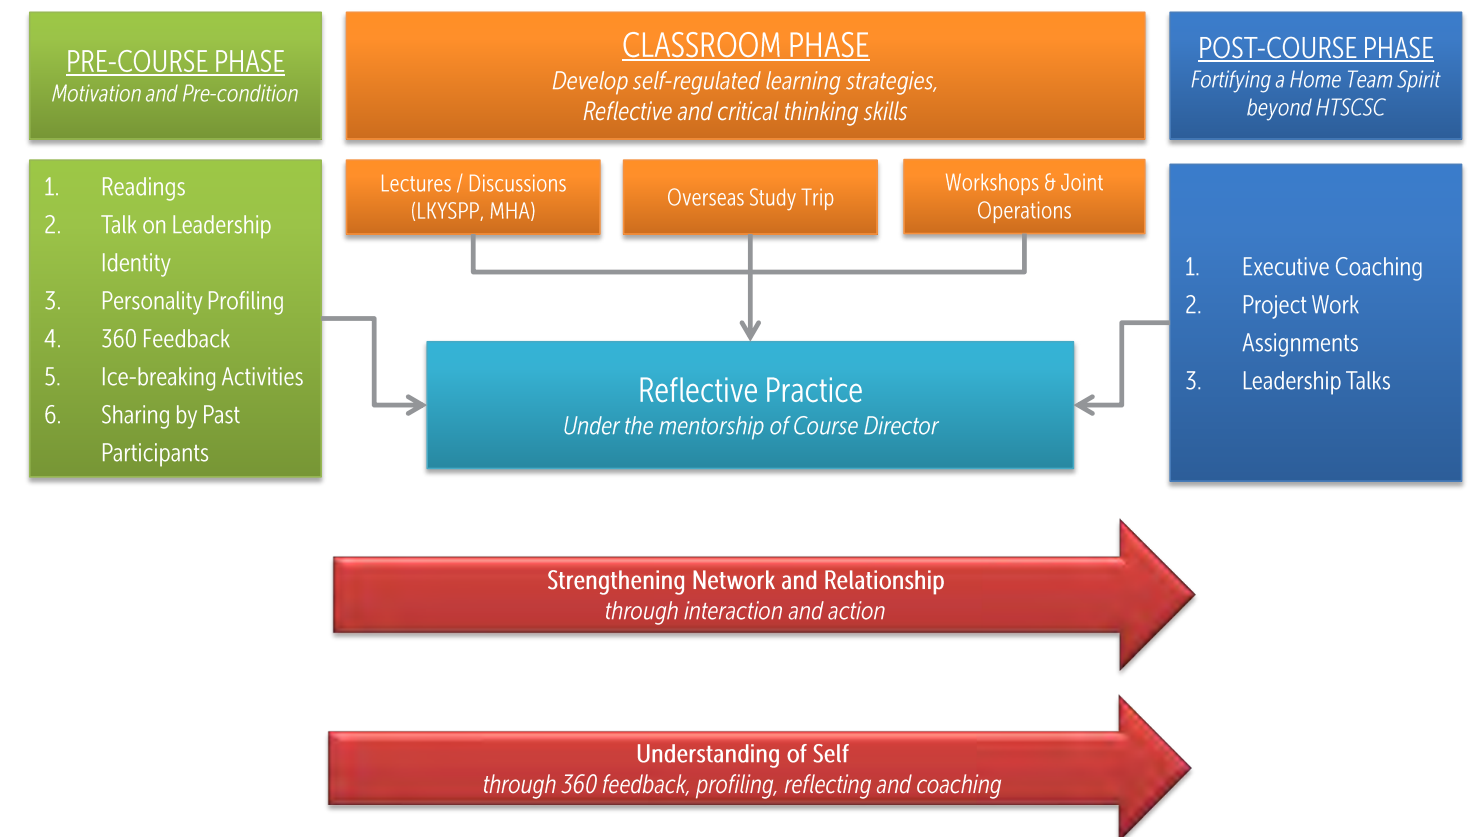 PRE-COURSE PHASE
Motivation and Pre-condition
CLASSROOM PHASE
Develop self-regulated learning strategies,
Reflective and critical thinking skills
POST-COURSE PHASE
Fortifying a Home Team Spirit
beyond HTSCSC
1. Readings
2. Talk on Leadership
Identity
3. Personality Profiling
4. 360 Feedback
5. Ice-breaking Activities
6. Sharing by Past
Participants
Lectures / Discussions
(LKYSPP, MHA)
Overseas Study Trip
Workshops & Joint
Operations
Reflective Practice
Under the mentorship of Course Director
1. Executive Coaching
2. Project Work
Assignments
3. Leadership Talks
Strengthening Network and Relationship
through interaction and action
Understanding of Self
through 360 feedback, profiling, reflecting and coaching